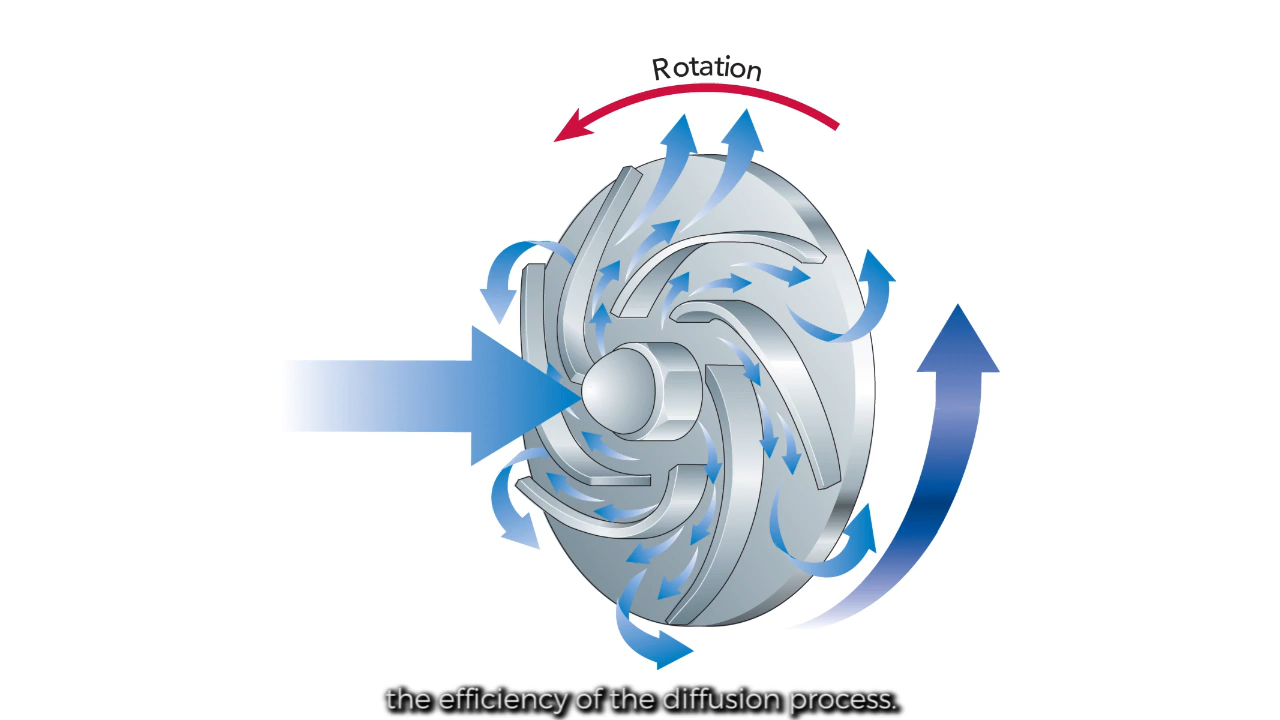 Rotation
the efficiency of the diffusion process.